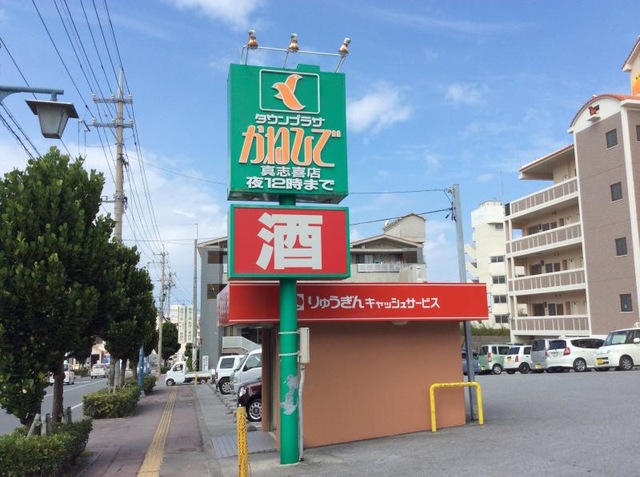 タウンプラザ
かねひで
真志喜店
夜12時まで
酒
りゅうぎんキャッシュサービス